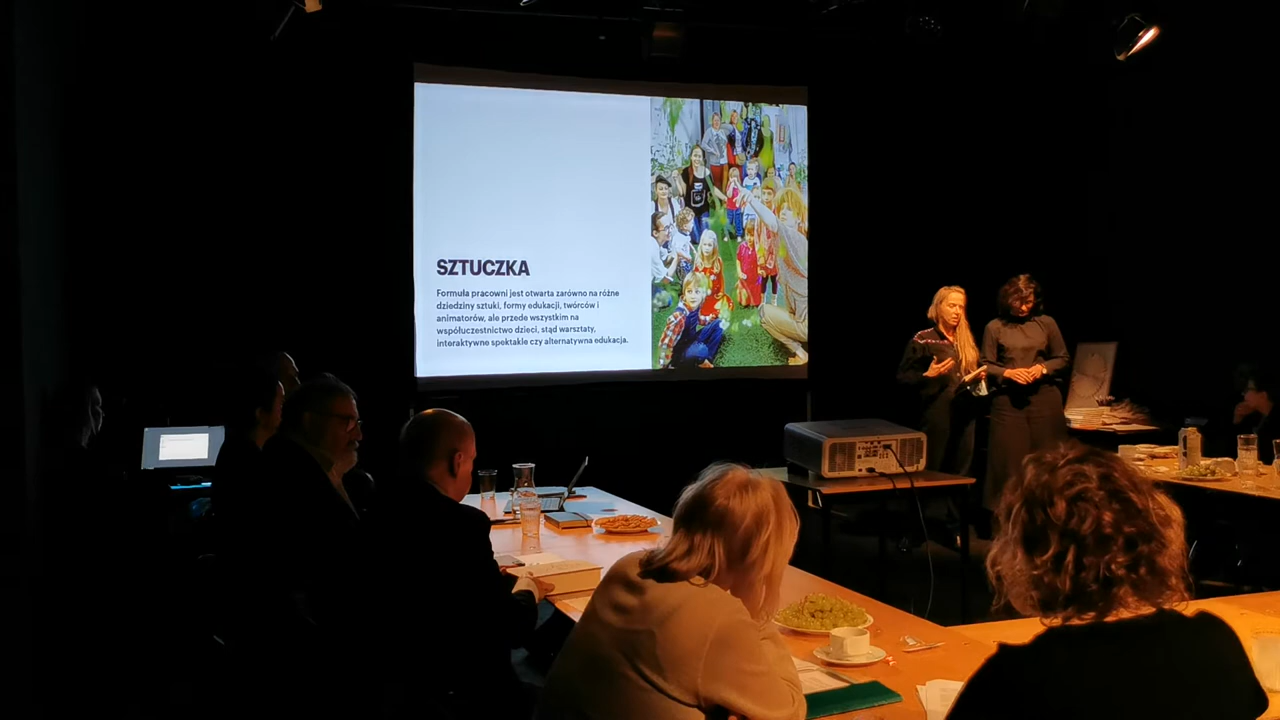 SZTUCZKA
Formuła pracowni jest otwarta zarówno na różne
dziedziny sztuki, formy edukacji, twórców i
animatorów, ale przede wszystkim na
współuczestnictwo dzieci, stąd warsztaty,
interaktywne spektakle czy alternatywna edukacja.